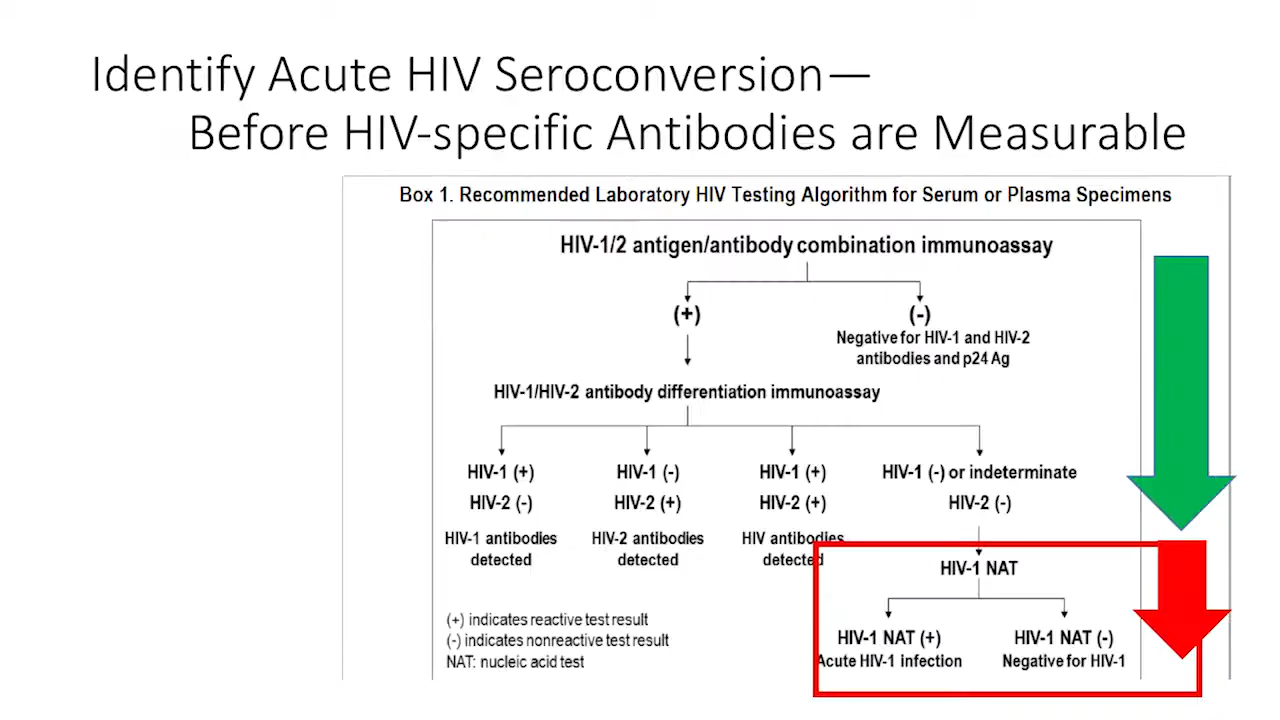 Identify Acute HIV Seroconversion—
Before HIV-specific Antibodies are Measurable
Box 1. Recommended Laboratory HIV Testing Algorithm for Serum or Plasma Specimens
HIV-1/2 antigen/antibody combination immunoassay
(+)
(-)
Negative for HIV-1 and HIV-2
antibodies and p24 Ag
HIV-1/HIV-2 antibody differentiation immunoassay
HIV-1 (+)
HIV-2 (-)
HIV-1 antibodies
detected
HIV-1 (-)
HIV-2 (+)
HIV-2 antibodies
detected
HIV-1 (+)
HIV-2 (+)
HIV antibodies
detected
HIV-1 (-) or indeterminate
HIV-2 (-)
HIV-1 NAT
HIV-1 NAT (+)
Acute HIV-1 infection
HIV-1 NAT (-)
Negative for HIV-1
(+) indicates reactive test result
(-) indicates nonreactive test result
NAT: nucleic acid test